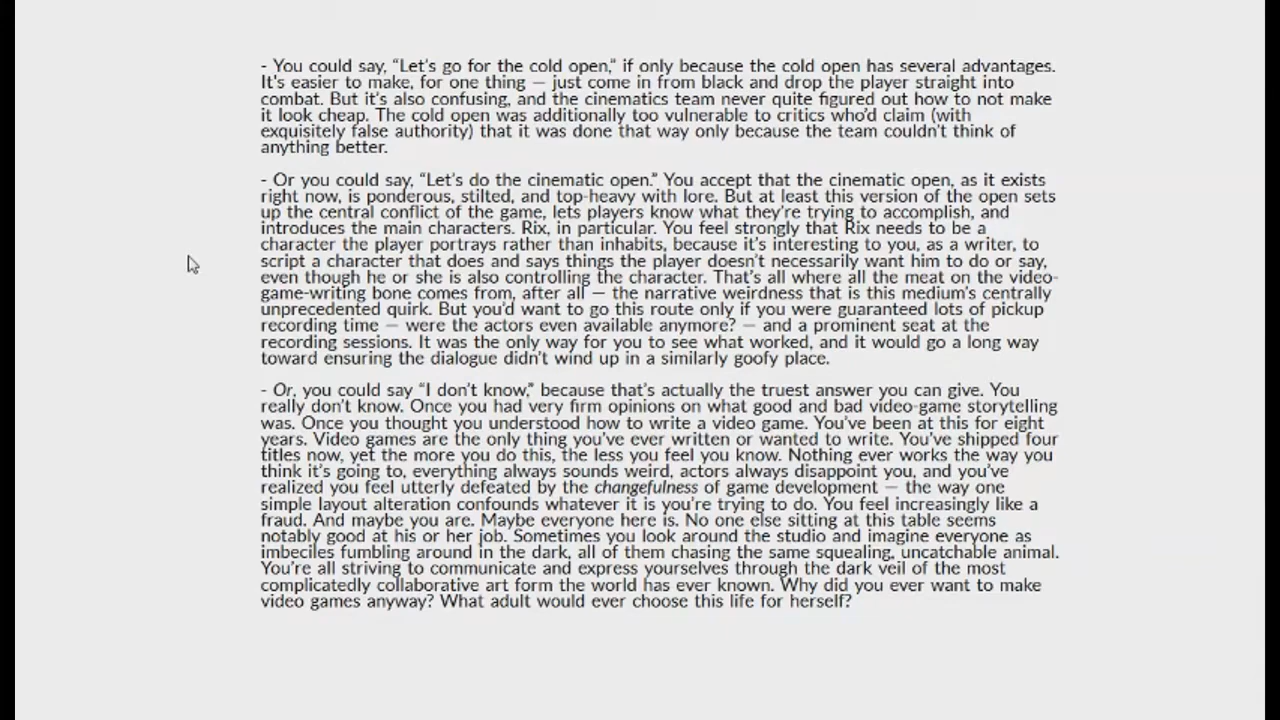 - You could say, “Let’s go for the cold open,” if only because the cold open has several advantages.
It's easier to make, for one thing — just come in from black and drop the player straight into
combat. But it’s also confusing, and the cinematics team never quite figured out how to not make
it look cheap. The cold open was additionally too vulnerable to critics who’d claim (with
exquisitely false authority) that it was done that way only because the team couldn’t think of
anything better.
- Or you could say, “Let’s do the cinematic open.” You accept that the cinematic open, as it exists
right now, is ponderous, stilted, and top-heavy with lore. But at least this version of the open sets
up the central conflict of the game, lets players know what they’re trying to accomplish, and
introduces the main characters. Rix, in particular. You feel strongly that Rix needs to be a
character the player portrays rather than inhabits, because it’s interesting to you, as a writer, to
script a character that does and says things the player doesn’t necessarily want him to do or say,
even though he or she is also controlling the character. That’s all where all the meat on the video-
game-writing bone comes from, after all — the narrative weirdness that is this medium’s centrally
unprecedented quirk. But you’d want to go this route only if you were guaranteed lots of pickup
recording time — were the actors even available anymore? — and a prominent seat at the
recording sessions. It was the only way for you to see what worked, and it would go a long way
toward ensuring the dialogue didn’t wind up in a similarly goofy place.
- Or, you could say “I don’t know,” because that’s actually the truest answer you can give. You
really don’t know. Once you had very firm opinions on what good and bad video-game storytelling
was. Once you thought you understood how to write a video game. You’ve been at this for eight
years. Video games are the only thing you’ve ever written or wanted to write. You’ve shipped four
titles now, yet the more you do this, the less you feel you know. Nothing ever works the way you
think it’s going to, everything always sounds weird, actors always disappoint you, and you’ve
realized you feel utterly defeated by the changefulness of game development — the way one
simple layout alteration confounds whatever it is you’re trying to do. You feel increasingly like a
fraud. And maybe you are. Maybe everyone here is. No one else sitting at this table seems
notably good at his or her job. Sometimes you look around the studio and imagine everyone as
imbeciles fumbling around in the dark, all of them chasing the same squealing, uncatchable animal.
You’re all striving to communicate and express yourselves through the dark veil of the most
complicatedly collaborative art form the world has ever known. Why did you ever want to make
video games anyway? What adult would ever choose this life for herself?